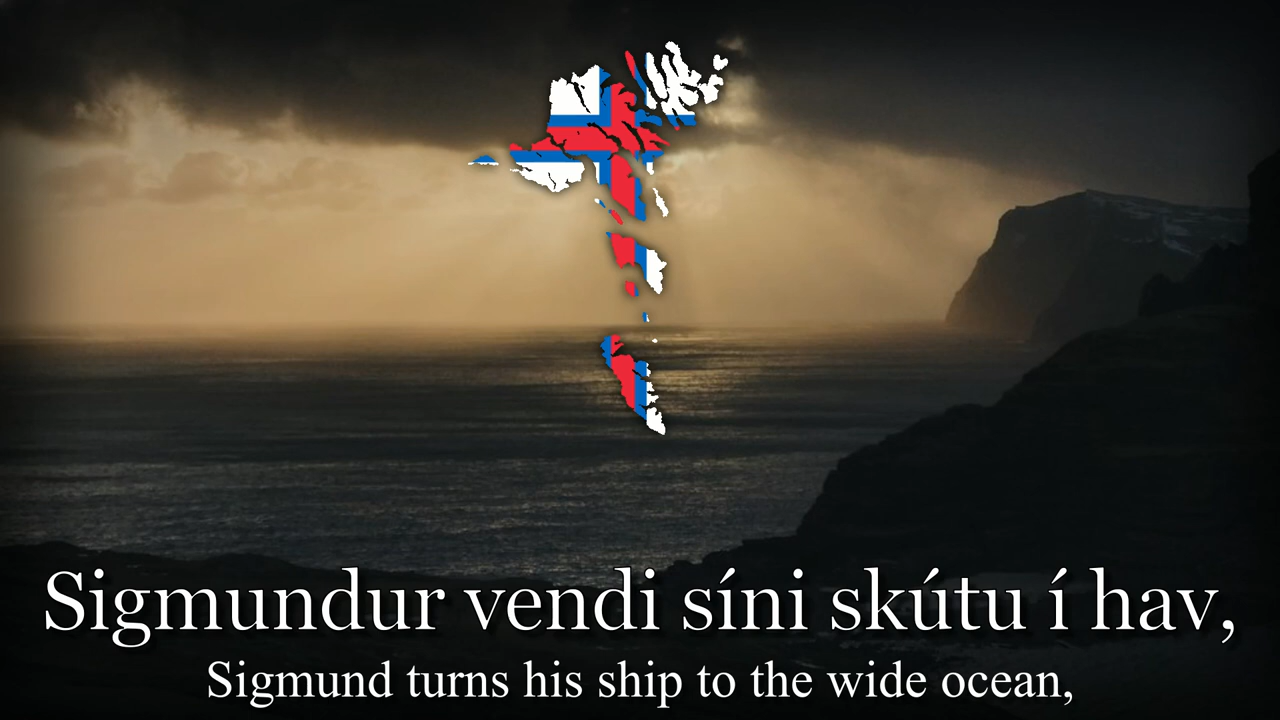 Sigmundur vendi síni skútu í hav,
Sigmund turns his ship to the wide ocean,